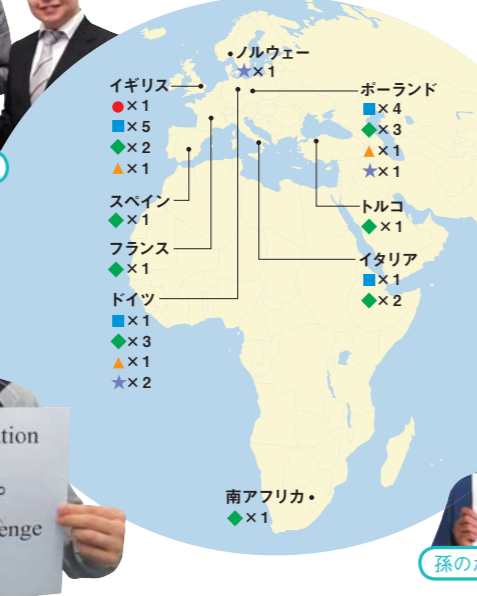 ノルウェー
★×1
イギリス
●×1
■×5
◆×2
▲×1
ポーランド
■×4
◆×3
▲×1
★×1
スペイン
◆×1
トルコ
◆×1
フランス
◆×1
イタリア
■×1
◆×2
ドイツ
■×1
◆×3
▲×1
★×2
南アフリカ
◆×1
孫の